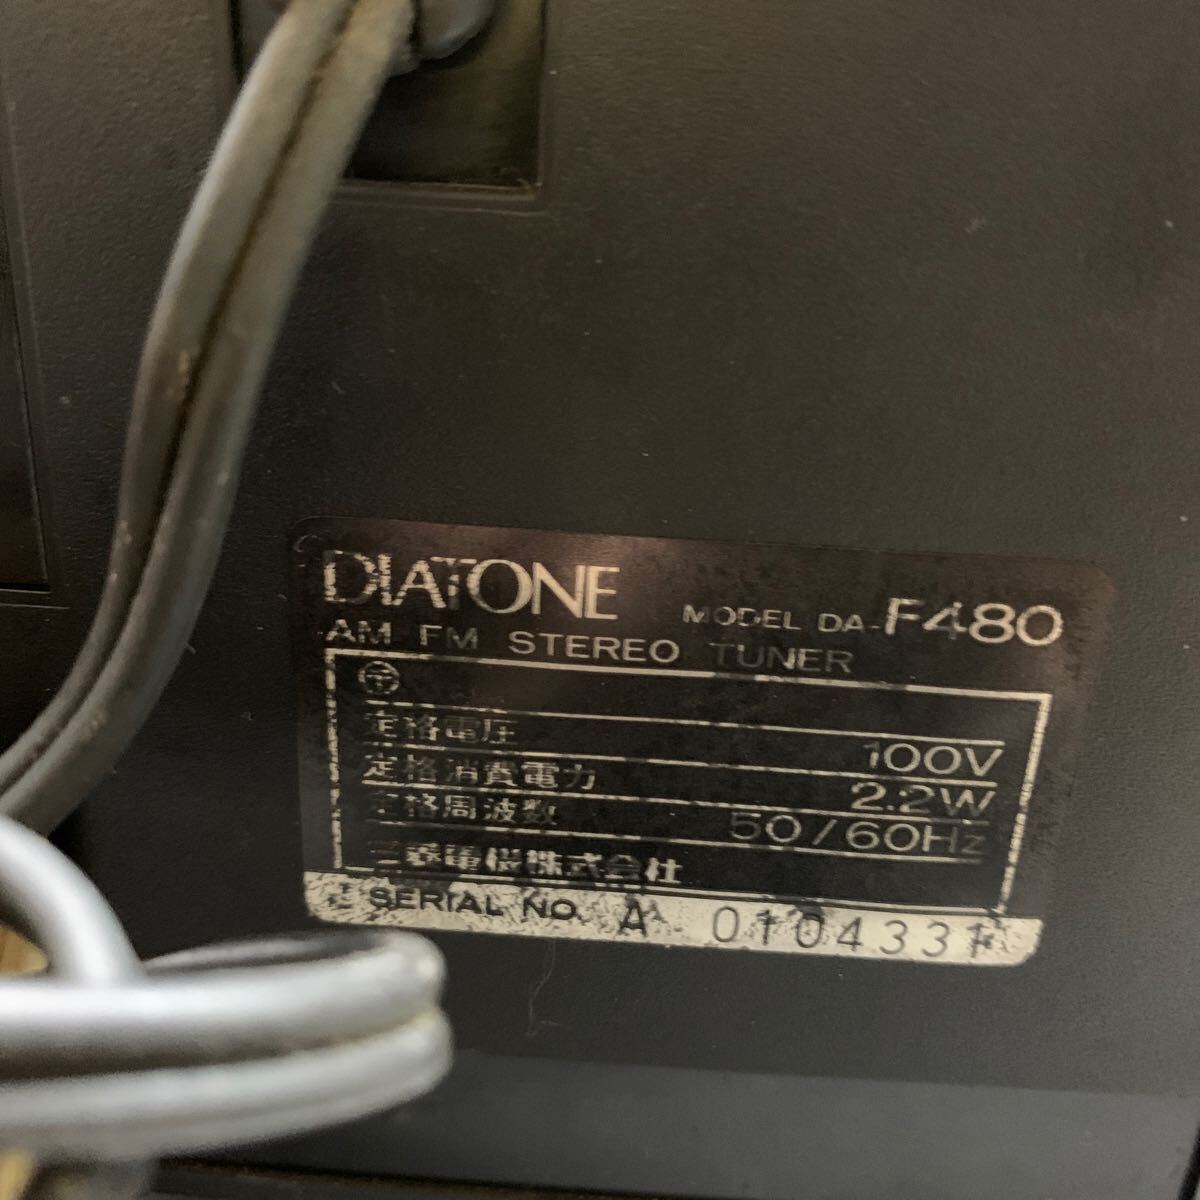 DIATONE MODEL DA-F480
AM FM STEREO TUNER
〒
定格電圧 100V
定格消費電力 2.2W
定格周波数 50/60Hz
三菱電機株式会社
SERIAL NO. A 0104331